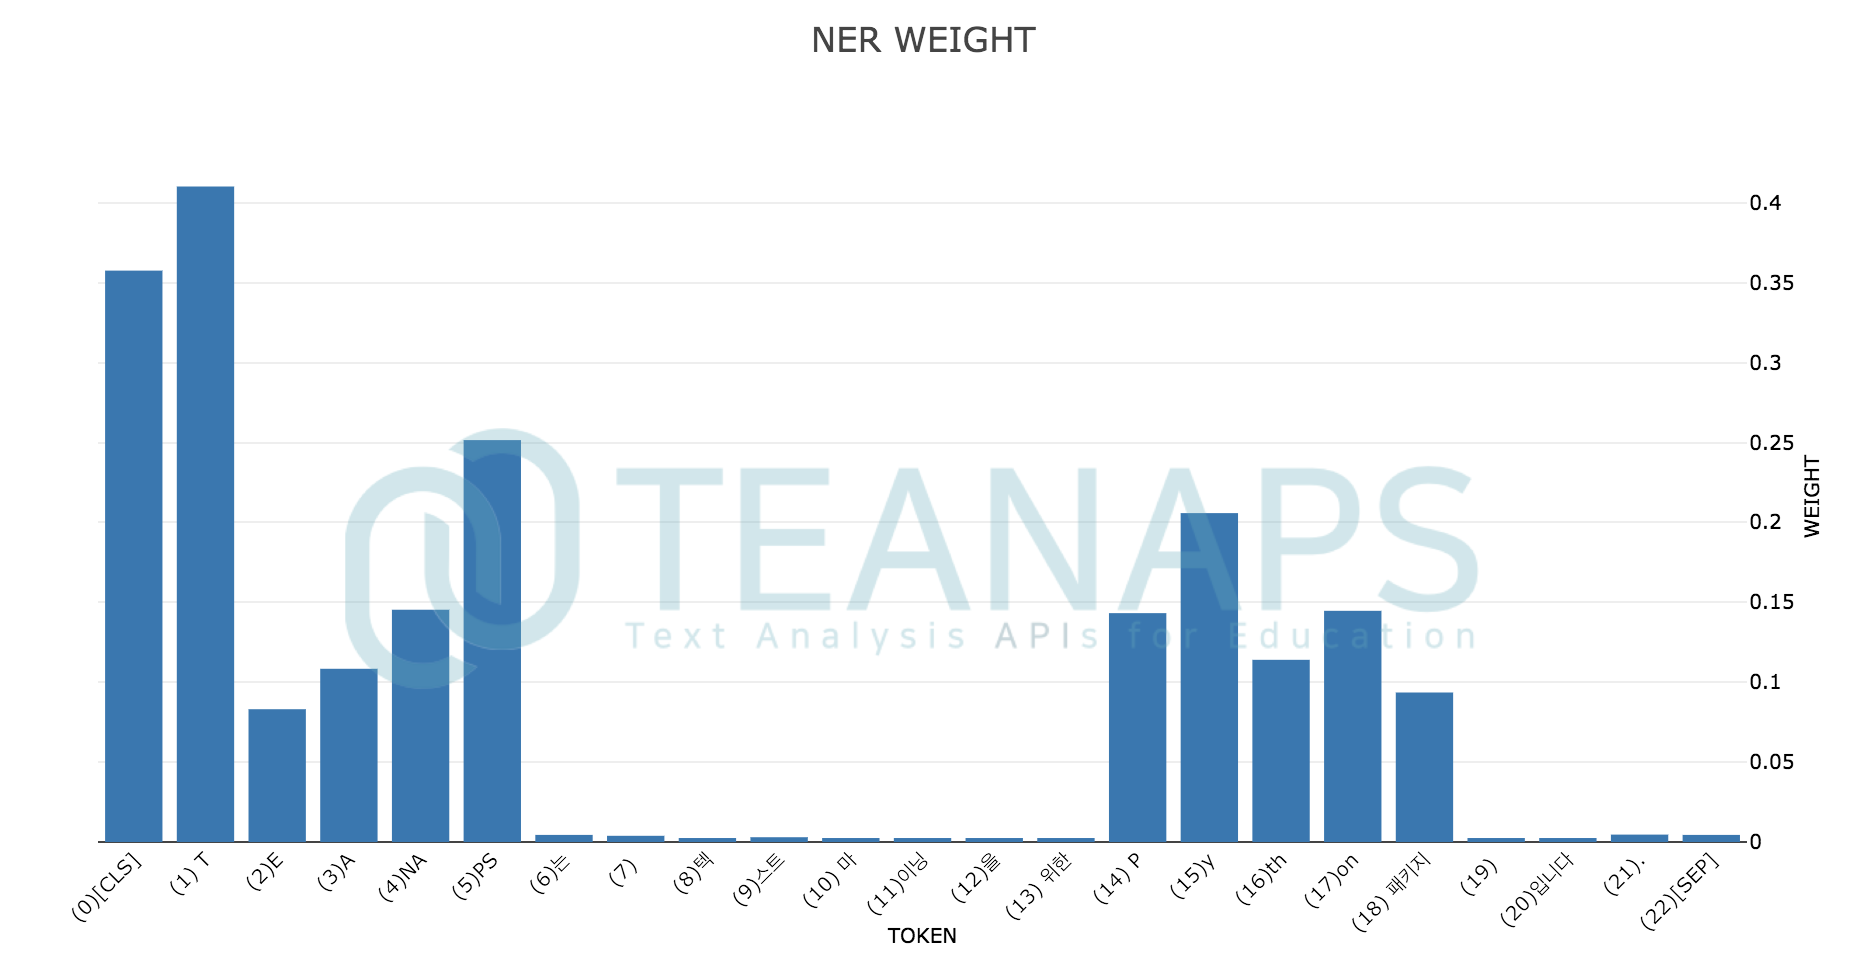 NER WEIGHT
0.4
0.35
0.3
0.25
0.2
0.15
0.1
0.05
0
WEIGHT
TEANAPS
Text Analysis APIs for Education
(0)[CLS]
(1) T
(2)E
(3)A
(4)NA
(5)PS
(6)는
(7)
(8)텍
(9)스트
(10) 마
(11)이닝
(12)을
(13) 위한
(14) P
(15)y
(16)th
(17)on
(18) 패키지
(19)
(20)입니다
(21).
(22)[SEP]
TOKEN